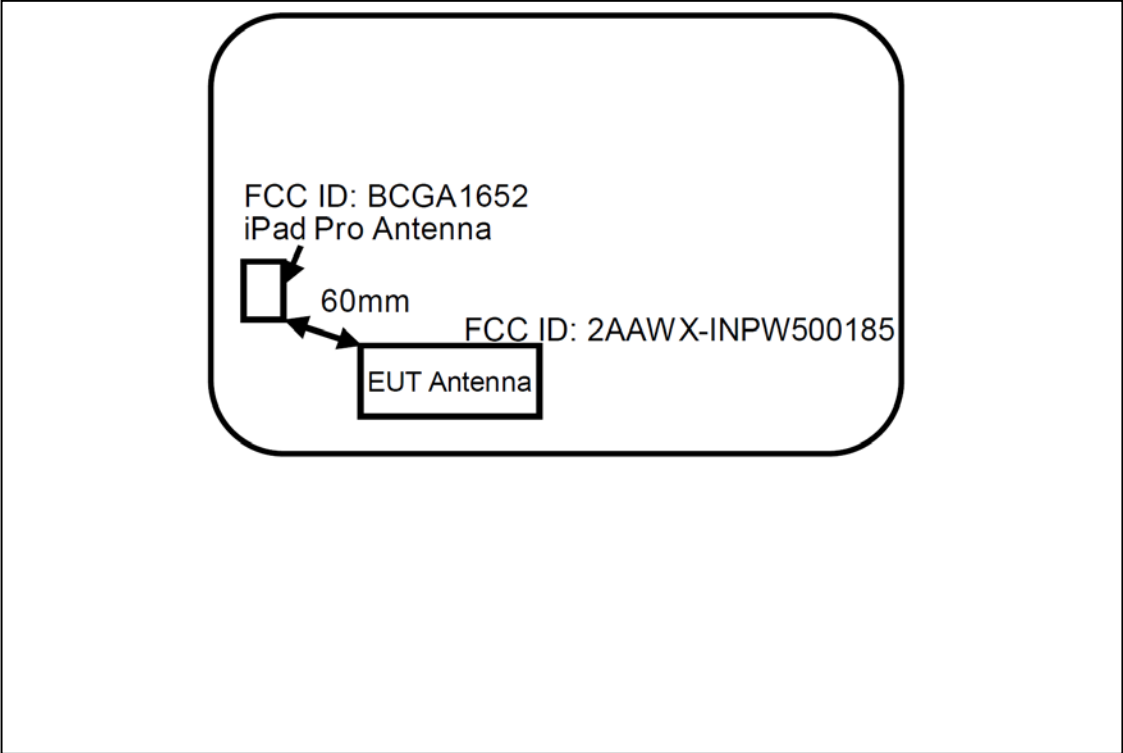 FCC ID: BCGA1652
iPad Pro Antenna
60mm
FCC ID: 2AAWX-INPW500185
EUT Antenna